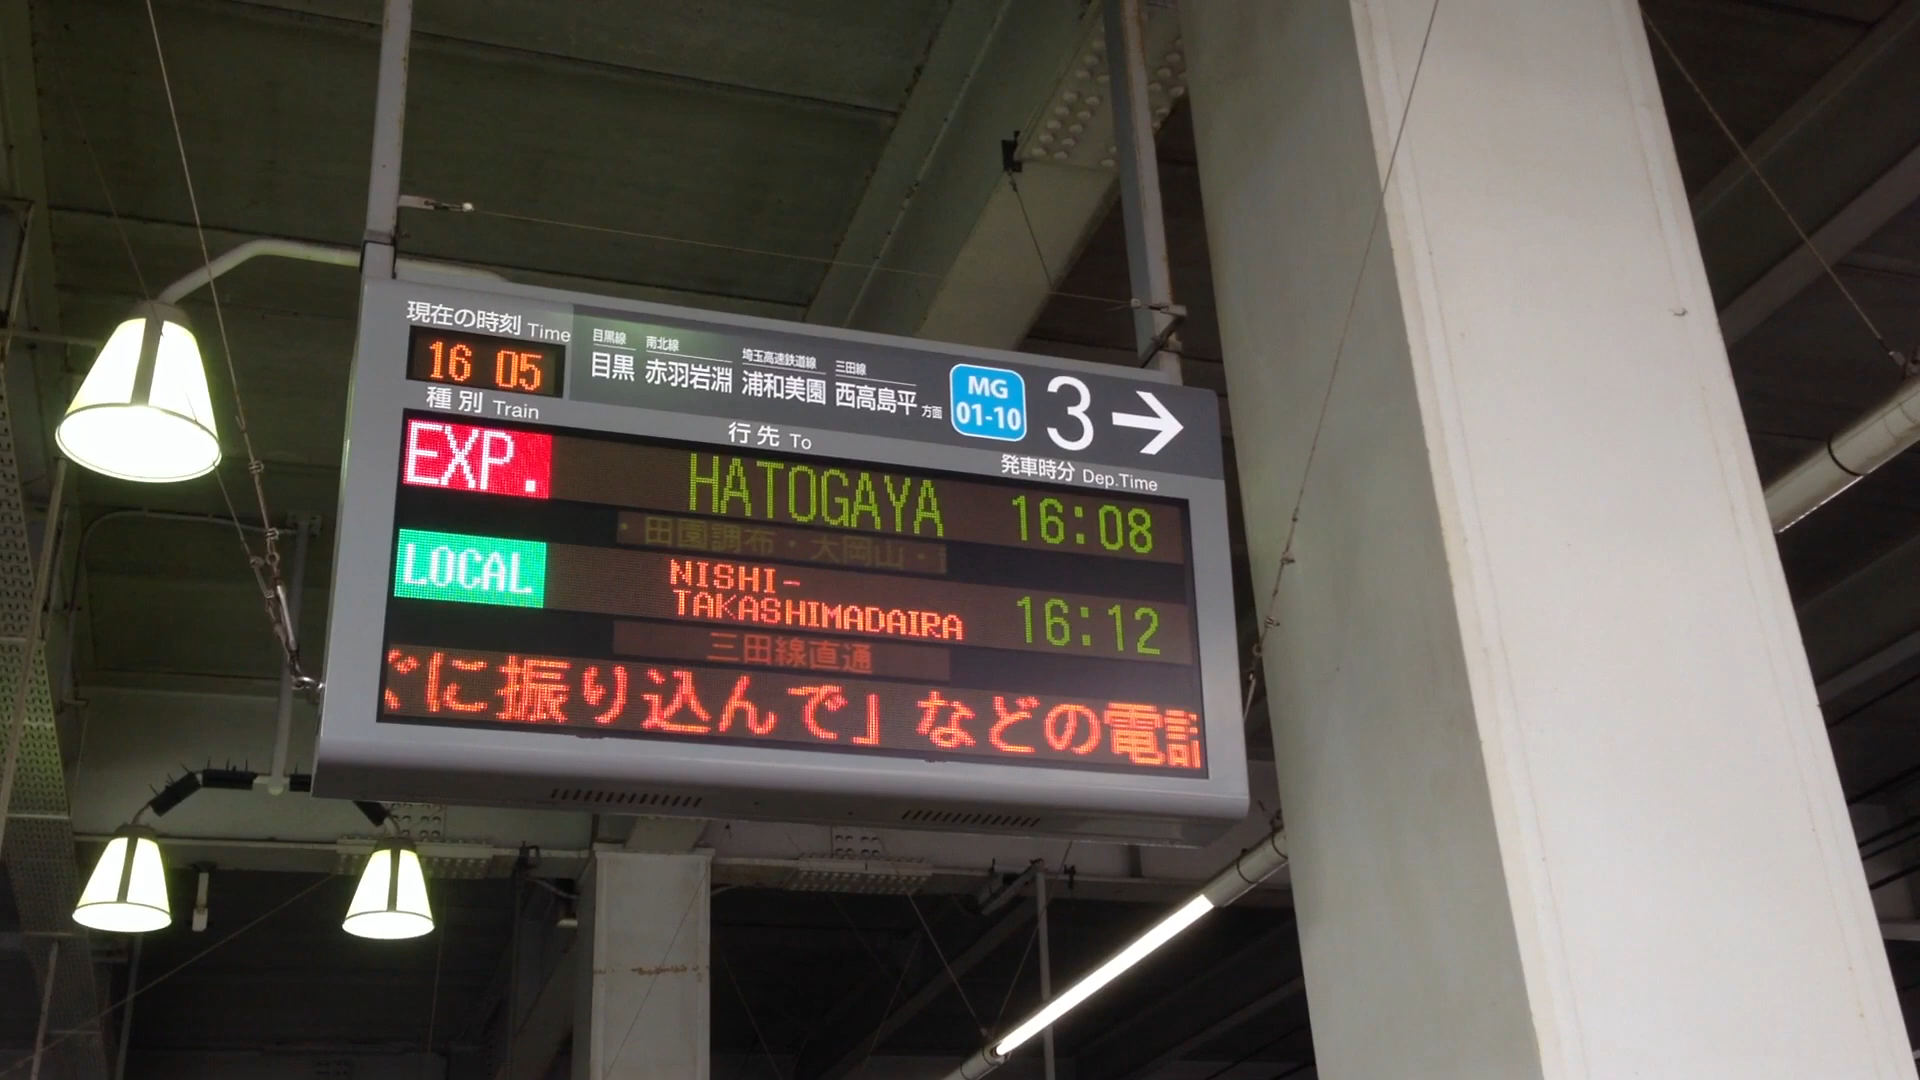 現在の時刻 Time
16 05
目黒線 南北線 埼玉高速鉄道線 三田線
目黒 赤羽岩淵 浦和美園 西高島平 方面
MG
01-10
3→
種別 Train
行先 To
発車時分 Dep.Time
EXP. HATOGAYA 16:08
・田園調布・大岡山・
LOCAL NISHI-
TAKASHIMADAIRA 16:12
三田線直通
ぐに振り込んで」などの電話